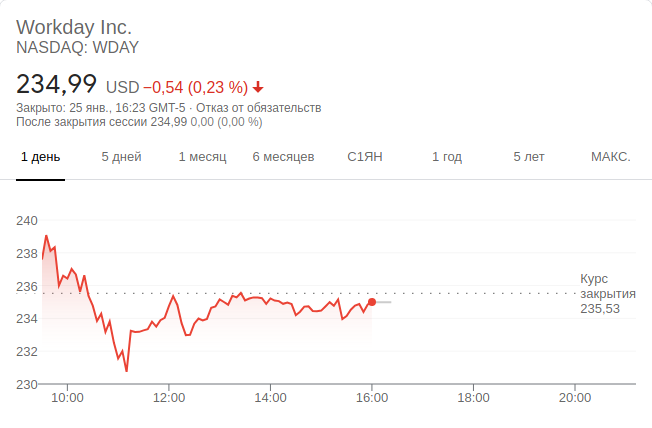 Workday Inc.
NASDAQ: WDAY
234,99 USD −0,54 (0,23 %)
Закрыто: 25 янв., 16:23 GMT-5 · Отказ от обязательств
После закрытия сессии 234,99 0,00 (0,00 %)
1 день 5 дней 1 месяц 6 месяцев С1ЯН 1 год 5 лет МАКС.
240
238
236
234
232
230
Курс
закрытия
235,53
10:00 12:00 14:00 16:00 18:00 20:00